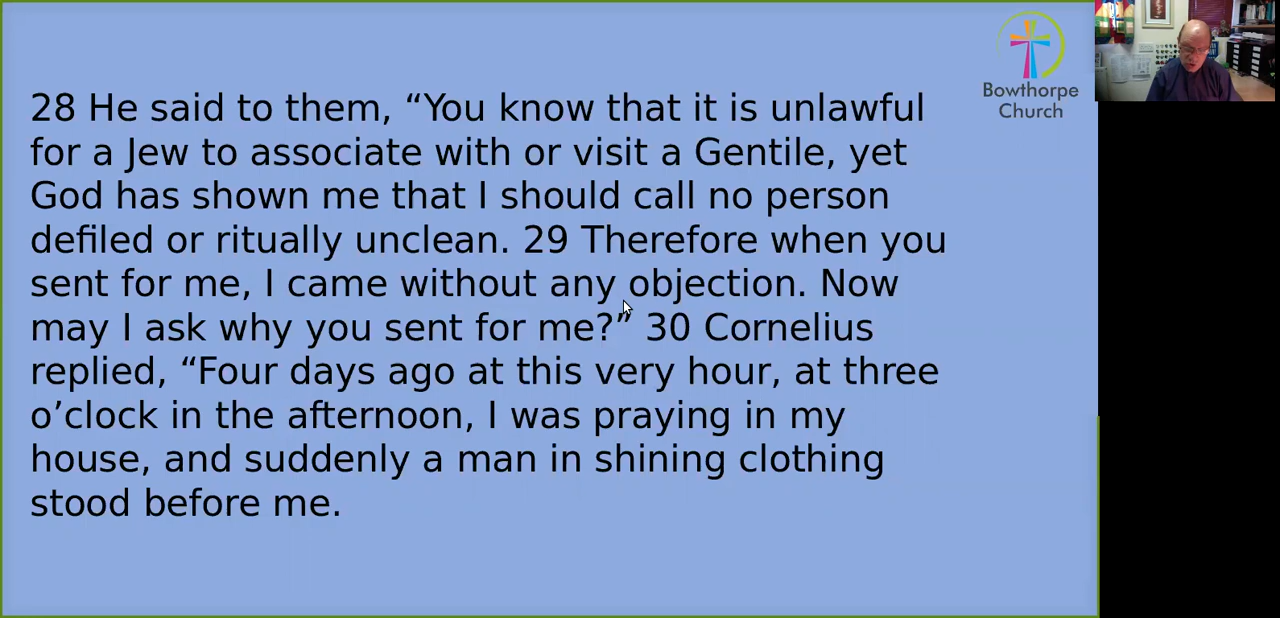 28 He said to them, “You know that it is unlawful
for a Jew to associate with or visit a Gentile, yet
God has shown me that I should call no person
defiled or ritually unclean. 29 Therefore when you
sent for me, I came without any objection. Now
may I ask why you sent for me?” 30 Cornelius
replied, “Four days ago at this very hour, at three
o’clock in the afternoon, I was praying in my
house, and suddenly a man in shining clothing
stood before me.
Bowthorpe
Church